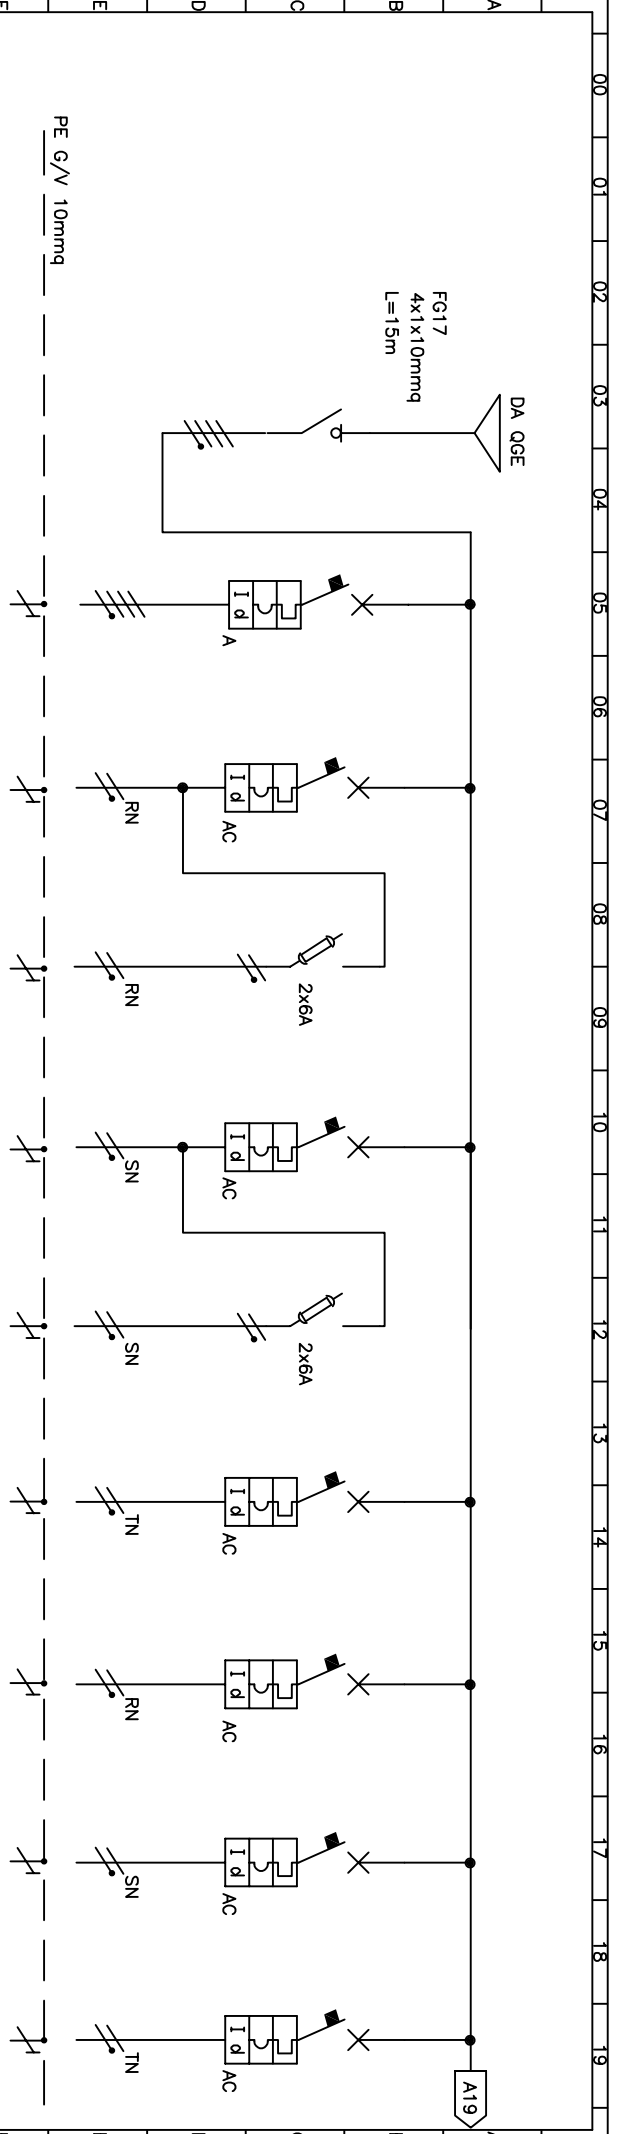 00 01 02 03 04 05 06 07 08 09 10 11 12 13 14 15 16 17 18 19
A
B
C
D
E
F
DA QGE
FG17
4x1x10mmq
L=15m
A19
2x6A
2x6A
Id
Id
Id
Id
Id
Id
Id
A
AC
AC
AC
AC
AC
AC
RN
RN
SN
SN
TN
RN
SN
TN
PE G/V 10mmq